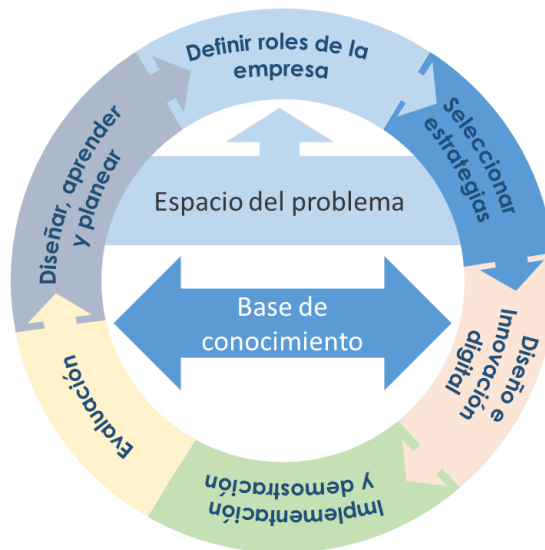 Definir roles de la
empresa
Seleccionar
estrategias
Diseño e
Innovación
digital
Implementación
y demostración
Evaluación
Diseñar, aprender
y planear
Espacio del problema
Base de
conocimiento